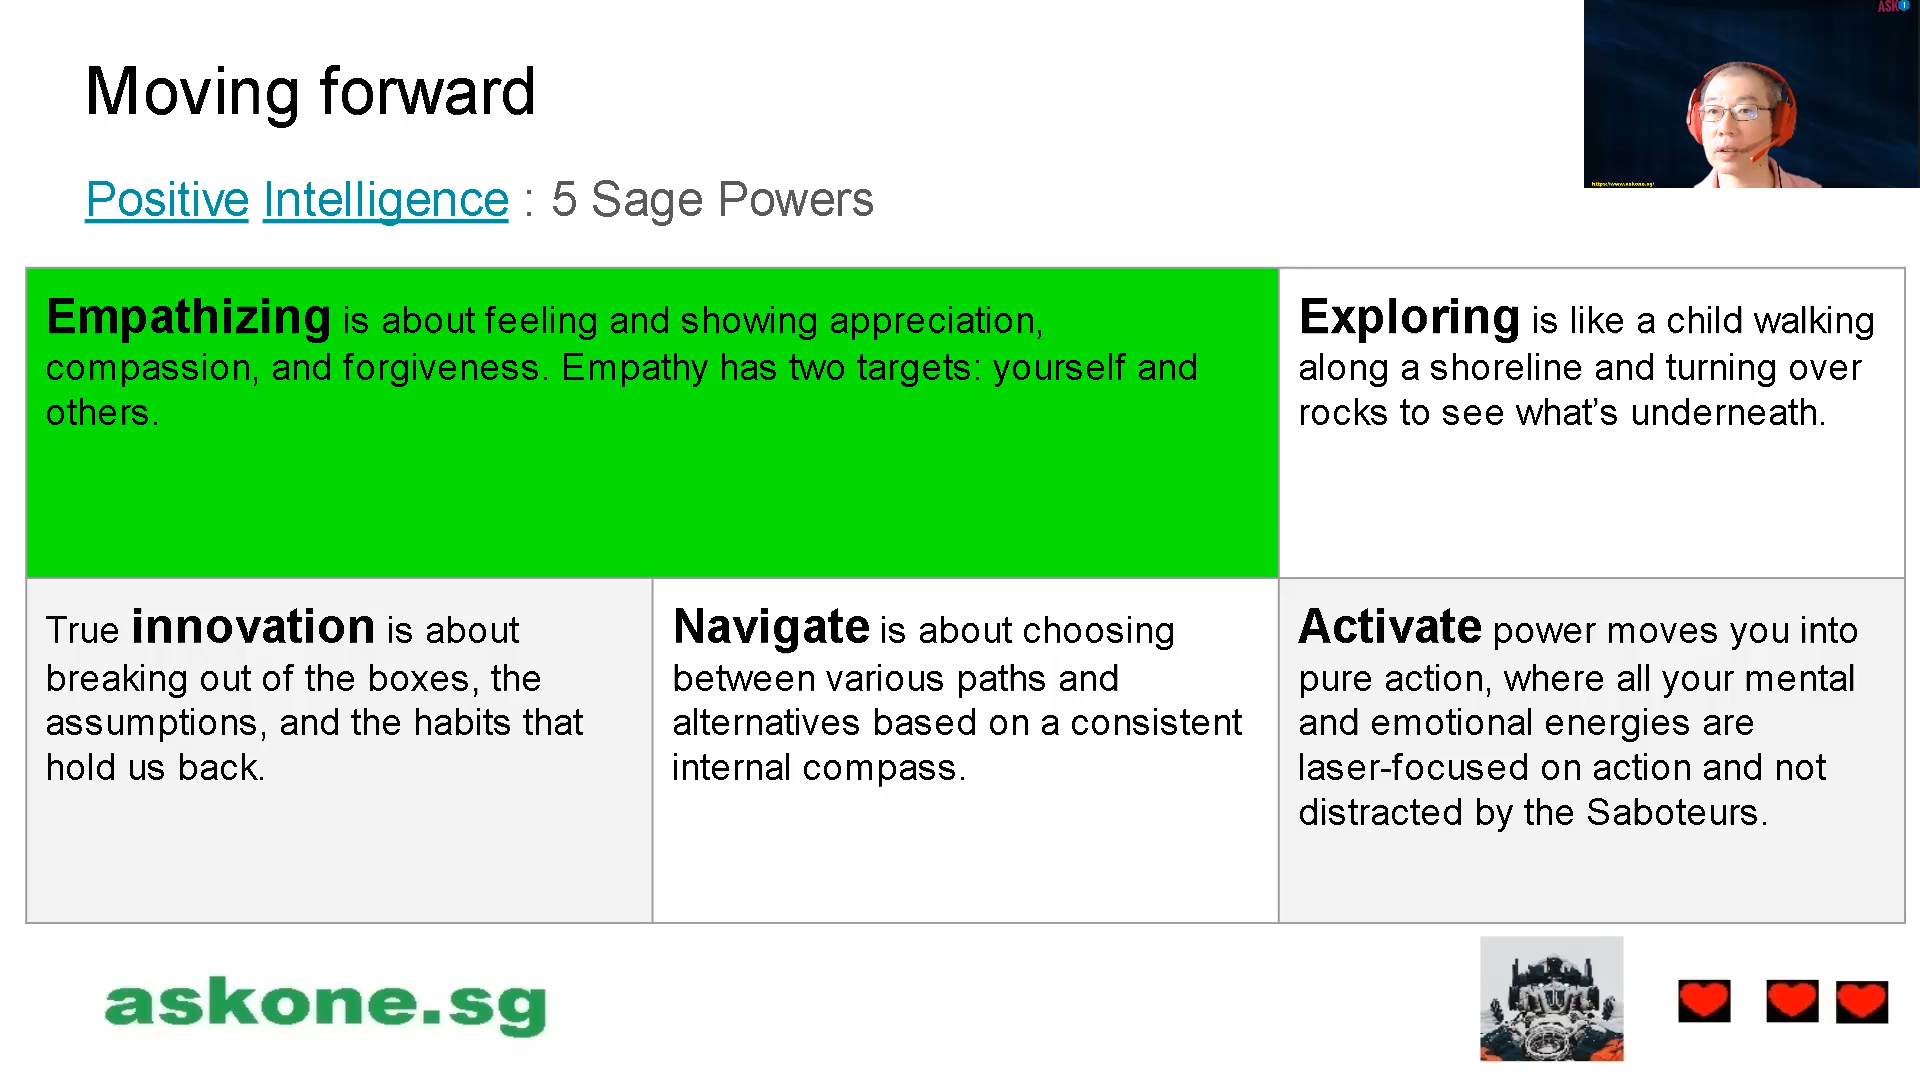 Moving forward
ASK1
https://www.askone.sg/
Positive Intelligence : 5 Sage Powers
Empathizing is about feeling and showing appreciation,
compassion, and forgiveness. Empathy has two targets: yourself and
others.
Exploring is like a child walking
along a shoreline and turning over
rocks to see what’s underneath.
True innovation is about
breaking out of the boxes, the
assumptions, and the habits that
hold us back.
Navigate is about choosing
between various paths and
alternatives based on a consistent
internal compass.
Activate power moves you into
pure action, where all your mental
and emotional energies are
laser-focused on action and not
distracted by the Saboteurs.
askone.sg